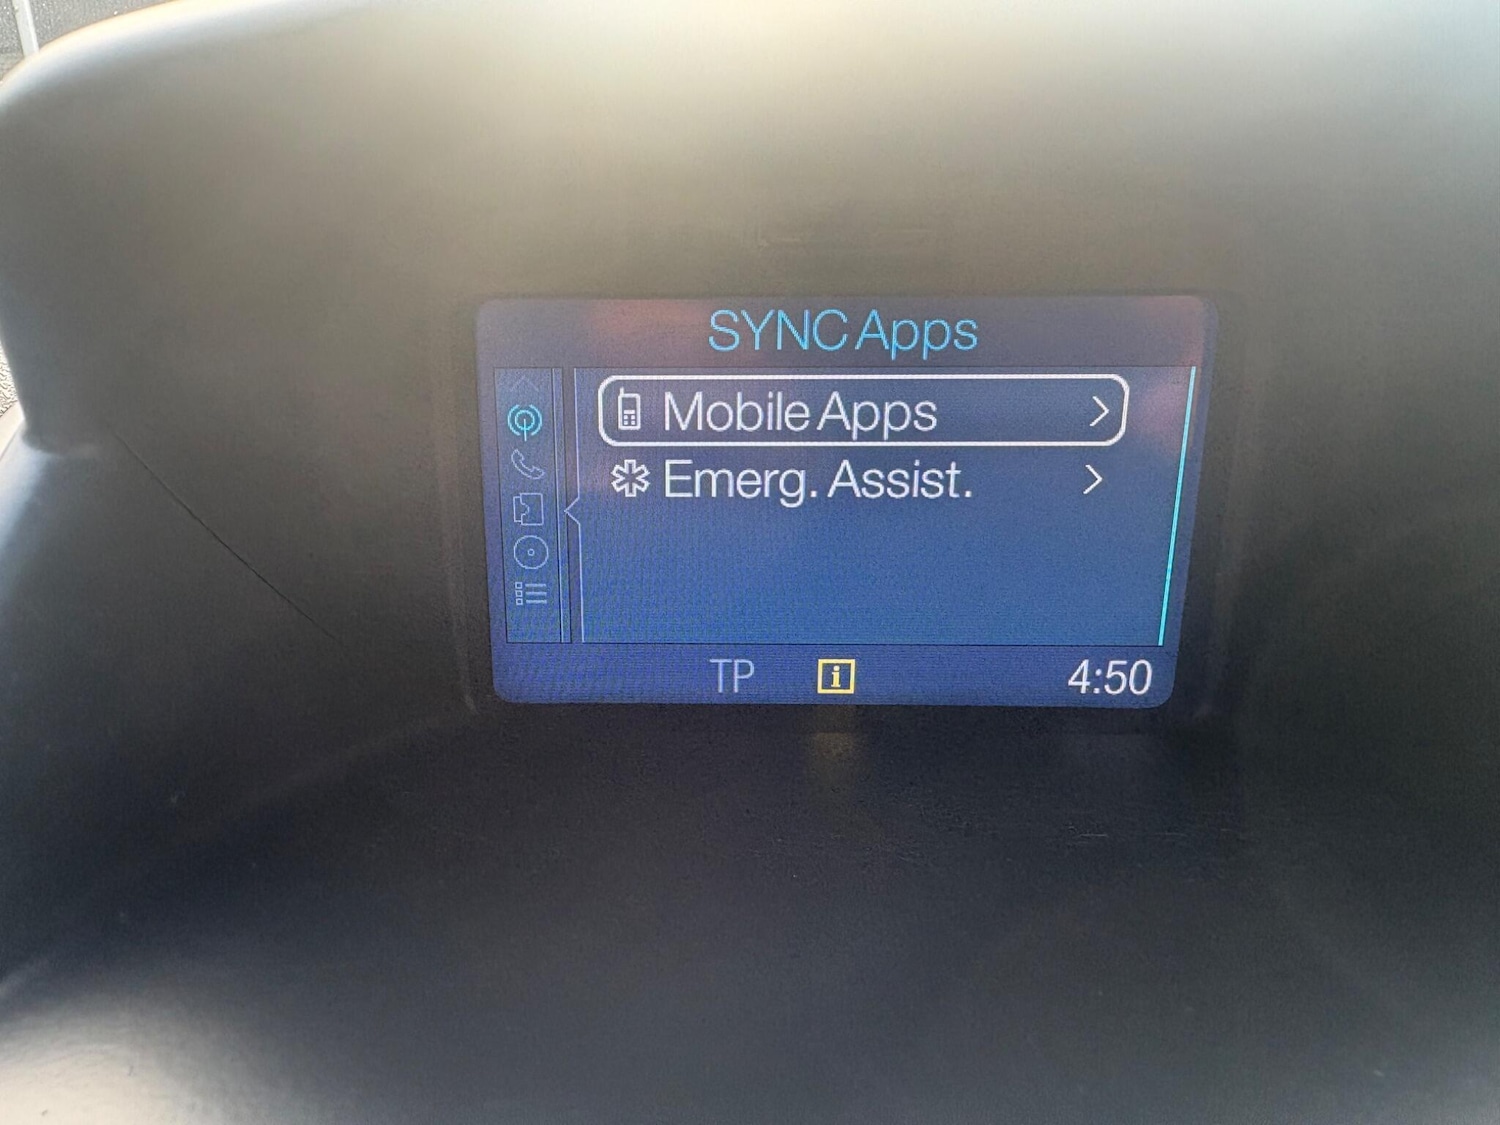 SYNC Apps
Mobile Apps
Emerg. Assist.
TP i 4:50